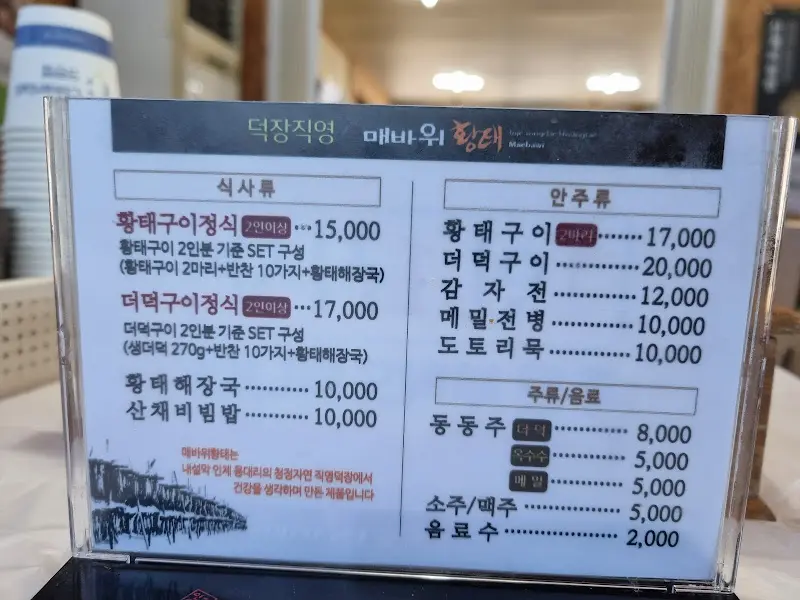 덕장직영 매바위 황태
Maebawi
식사류
황태구이정식 2인이상 ···15,000
황태구이 2인분 기준 SET 구성
(황태구이 2마리+반찬 10가지+황태해장국)
더덕구이정식 2인이상 ···17,000
더덕구이 2인분 기준 SET 구성
(생더덕 270g+반찬 10가지+황태해장국)
황태해장국 ············ 10,000
산채비빔밥 ············ 10,000
매바위황태는
내설악 인제 용대리의 청정자연 직영덕장에서
건강을 생각하며 만든 제품입니다
안주류
황태구이 2마리 ······· 17,000
더덕구이 ············· 20,000
감자전 ············· 12,000
메밀전병 ············· 10,000
도토리묵 ············· 10,000
주류/음료
동동주 더덕 ············ 8,000
옥수수 ············ 5,000
메밀 ············ 5,000
소주/맥주 ··············· 5,000
음료수 ················· 2,000